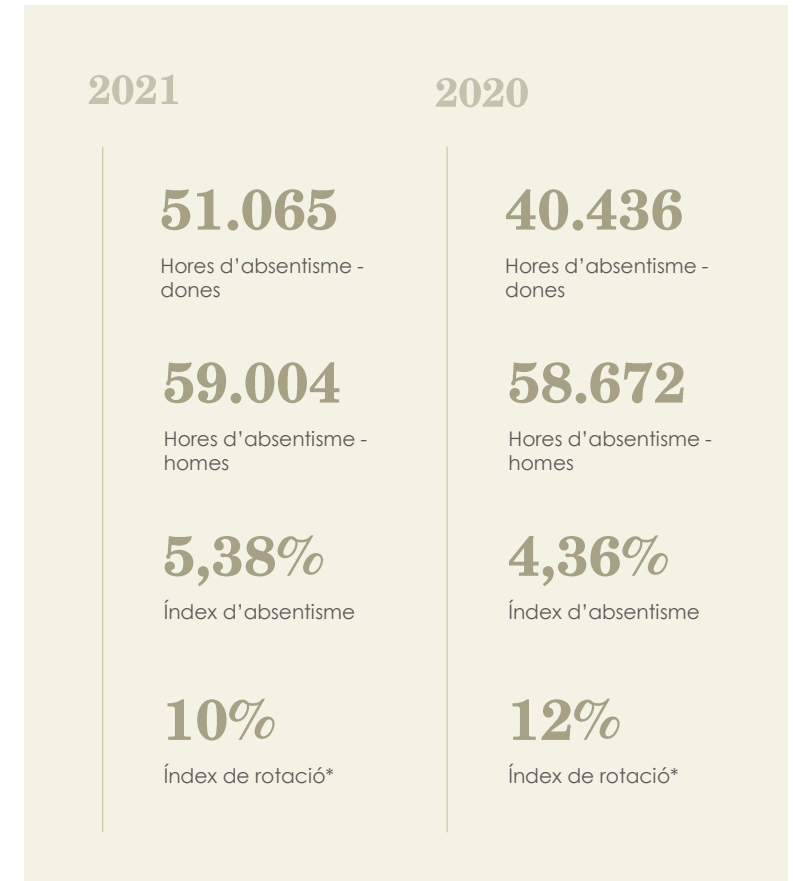 2021
51.065
Hores d’absentisme -
dones
59.004
Hores d’absentisme -
homes
5,38%
Índex d’absentisme
10%
Índex de rotació*
2020
40.436
Hores d’absentisme -
dones
58.672
Hores d’absentisme -
homes
4,36%
Índex d’absentisme
12%
Índex de rotació*